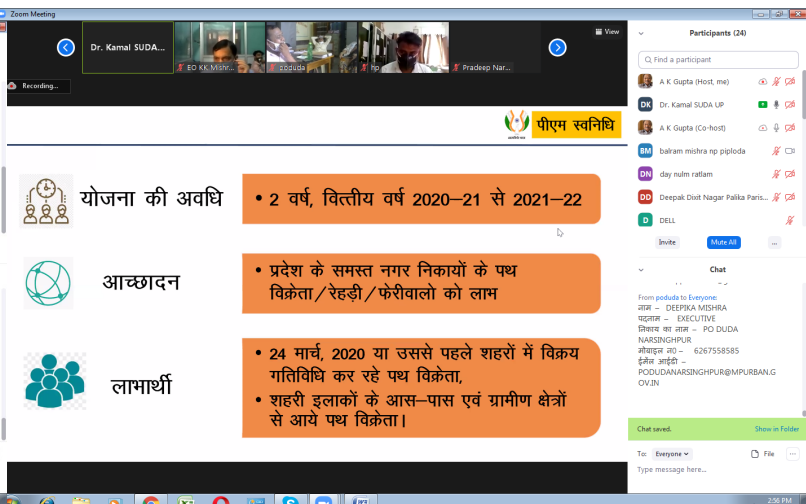 Zoom Meeting
Dr. Kamal SUDA...
EO KK Mishr...
poduda
hp
Pradeep Nar...
View
Recording...
पीएम स्वनिधि
योजना की अवधि
• 2 वर्ष, वित्तीय वर्ष 2020–21 से 2021–22
आच्छादन
• प्रदेश के समस्त नगर निकायों के पथ
विक्रेता/रेहड़ी/फेरीवालो को लाभ
लाभार्थी
• 24 मार्च, 2020 या उससे पहले शहरों में विक्रय
गतिविधि कर रहे पथ विक्रेता,
• शहरी इलाकों के आस–पास एवं ग्रामीण क्षेत्रों
से आये पथ विक्रेता।
Participants (24)
Find a participant
A K Gupta (Host, me)
DK Dr. Kamal SUDA UP
A K Gupta (Co-host)
BM balram mishra np piploda
DN day nulm ratlam
DD Deepak Dixit Nagar Palika Paris...
D DELL
Invite Mute All ...
Chat
From poduda to Everyone:
नाम – DEEPIKA MISHRA
पदनाम – EXECUTIVE
निकाय का नाम – PO DUDA
NARSINGHPUR
मोबाइल न0 – 6267558585
ईमेल आईडी –
PODUDANARSINGHPUR@MPURBAN.G
OV.IN
Chat saved. Show in Folder
To: Everyone File ...
Type message here...
2:56 PM